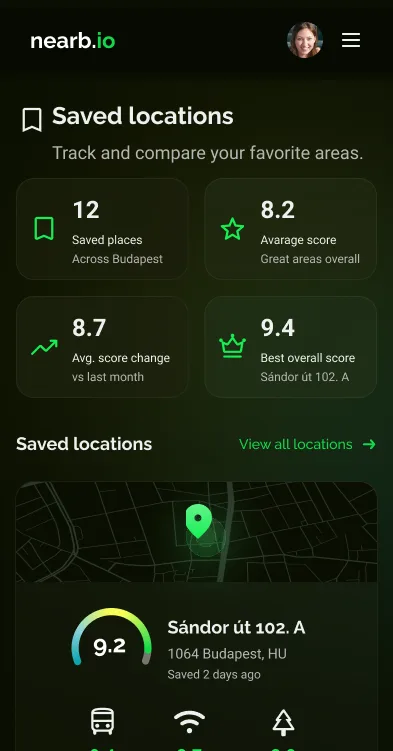 nearb.io
Saved locations
Track and compare your favorite areas.
12
Saved places
Across Budapest
8.2
Avarage score
Great areas overall
8.7
Avg. score change
vs last month
9.4
Best overall score
Sándor út 102. A
Saved locations
View all locations
9.2
Sándor út 102. A
1064 Budapest, HU
Saved 2 days ago